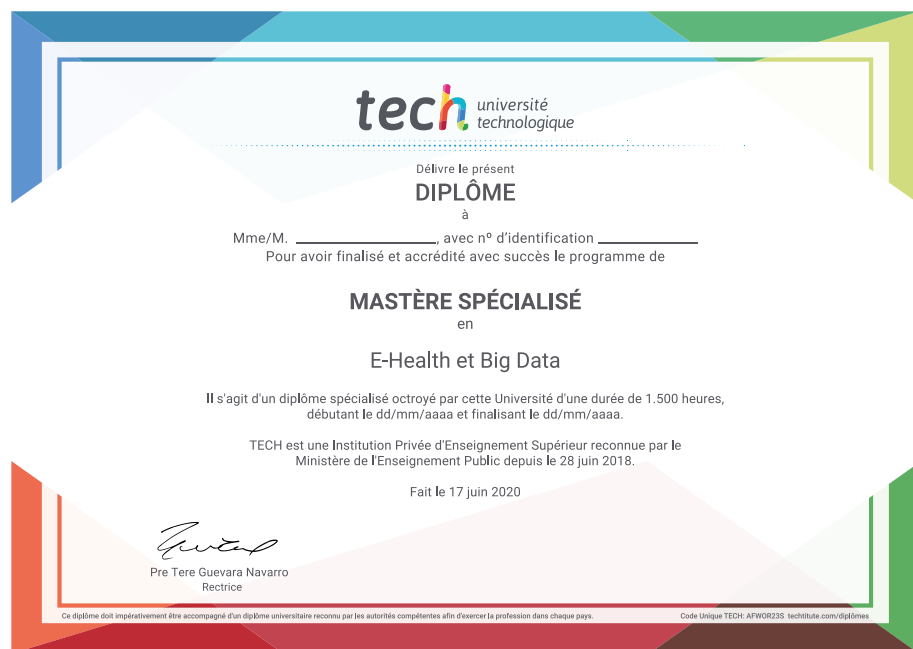 tech université
technologique
Délivre le présent
DIPLÔME
à
Mme/M. ____________________, avec nº d'identification ______________
Pour avoir finalisé et accrédité avec succès le programme de
MASTÈRE SPÉCIALISÉ
en
E-Health et Big Data
Il s'agit d'un diplôme spécialisé octroyé par cette Université d'une durée de 1.500 heures,
débutant le dd/mm/aaaa et finalisant le dd/mm/aaaa.
TECH est une Institution Privée d'Enseignement Supérieur reconnue par le
Ministère de l'Enseignement Public depuis le 28 juin 2018.
Fait le 17 juin 2020
Pre Tere Guevara Navarro
Rectrice
Ce diplôme doit impérativement être accompagné d'un diplôme universitaire reconnu par les autorités compétentes afin d'exercer la profession dans chaque pays. Code Unique TECH: AFWOR23S techtitute.com/diplômes